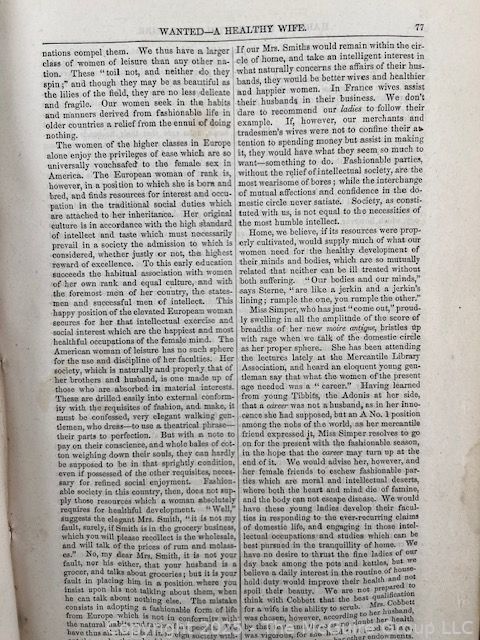 WANTED—A HEALTHY WIFE.
77
nations compel them. We thus have a larger
class of women of leisure than any other na-
tion. These “toil not, and neither do they
spin;” and though they may be as beautiful as
the lilies of the field, they are no less delicate
and fragile. Our women seek in the habits
and manners derived from fashionable life in
older countries a relief from the ennui of doing
nothing.
The women of the higher classes in Europe
alone enjoy the privileges of ease which are so
universally vouchsafed to the female sex in
America. The European woman of rank is,
however, in a position to which she is born and
bred, and finds resources for interest and occu-
pation in the traditional social duties which
are attached to her inheritance. Her original
culture is in accordance with the high standard
of intellect and taste which must necessarily
prevail in a society the admission to which is
considered, whether justly or not, the highest
reward of excellence. To this early education
succeeds the habitual association with women
of her own rank and equal culture, and with
the foremost men of her country, the states-
men and successful men of intellect. This
happy position of the elevated European woman
secures for her that intellectual exercise and
social interest which are the happiest and most
healthful occupations of the female mind. The
American woman of leisure has no such sphere
for the use and discipline of her faculties. Her
society, which is naturally and properly that of
her brothers and husband, is one made up of
those who are absorbed in material interests.
These are drilled easily into external conform-
ity with the requisites of fashion, and make, it
must be confessed, very elegant walking gen-
tlemen, who dress—to use a theatrical phrase—
their parts to perfection. But with a note to
pay on their conscience, and whole bales of cot-
ton weighing down their souls, they can hardly
be supposed to be in that sprightly condition,
even if possessed of the other requisites, neces-
sary for refined social enjoyment. Fashion-
able society in this country, then, does not sup-
ply those resources which a woman absolutely
requires for healthful development. “Well,”
suggests the elegant Mrs. Smith, “it is not my
fault, surely, if Smith is in the grocery business,
which you will please recollect is the wholesale,
and will talk of the prices of rum and molass-
es.” No, my dear Mrs. Smith, it is not your
fault, nor his either, that your husband is a
grocer, and talks about groceries; but it is your
fault in placing him in a position where you
insist upon his not talking about them, when
he can talk about nothing else. The mistake
consists in adopting a fashionable form of life
from Europe which is not in conformity with
the natural
have thus all
If our Mrs. Smiths would remain within the cir-
cle of home, and take an intelligent interest in
what naturally concerns the affairs of their hus-
bands, they would be better wives and healthier
and happier women. In France wives assist
their husbands in their business. We don't
dare to recommend our ladies to follow their
example. If, however, our merchants and
tradesmen's wives were not to confine their at-
tention to spending money but assist in making
it, they would have what they seem so much to
want—something to do. Fashionable parties,
without the relief of intellectual society, are the
most wearisome of bores; while the interchange
of mutual affections and confidence in the do-
mestic circle never satiate. Society, as consti-
tuted with us, is not equal to the necessities of
the most humble intellect.
Home, we believe, if its resources were prop-
erly cultivated, would supply much of what our
women need for the healthy development of
their minds and bodies, which are so mutually
related that neither can be ill treated without
both suffering. “Our bodies and our minds,”
says Sterne, “are like a jerkin and a jerkin's
lining; rumple the one, you rumple the other.”
Miss Simper, who has just “come out,” proud-
ly swelling in all the amplitude of the score of
breadths of her new moire antique, bristles up
with rage when we talk of the domestic circle
as her proper sphere. She has been attending
the lectures lately at the Mercantile Library
Association, and heard an eloquent young gen-
tleman say that what the women of the present
age needed was a “career.” Having learned
from young Tibbits, the Adonis at her side,
that a career was not a husband, as in her inno-
cence she had supposed, but an A No. 1 position
among the nobs of the world, as her mercantile
friend expressed it, Miss Simper resolves to go
on for the present with the fashionable season,
in the hope that the career may turn up at the
end of it. We would advise her, however, and
her female friends to eschew fashionable par-
ties which are moral and intellectual deserts,
where both the heart and mind die of famine,
and the body can not escape disease. We would
have these young ladies develop their facul-
ties in responding to the ever-recurring claims
of domestic life, and engaging in those intel-
lectual occupations and studies which can be
best pursued in the tranquillity of home. We
have no desire to thrust the fine ladies of our
day back among the pots and kettles, but we
believe a daily interest in the routine of house-
hold duty would improve their health and not
spoil their beauty. We are not prepared to
think with Cobbett that the best qualification
for a wife is the ability to scrub. Mrs. Cobbett
was chosen, however, according to her husband,
by
was vigorous, for